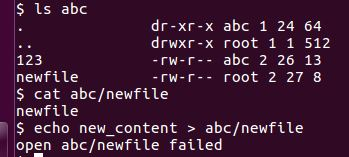 $ ls abc
. dr-xr-x abc 1 24 64
.. drwxr-x root 1 1 512
123 -rw-r-- abc 2 26 13
newfile -rw-r-- root 2 27 8
$ cat abc/newfile
newfile
$ echo new_content > abc/newfile
open abc/newfile failed
$